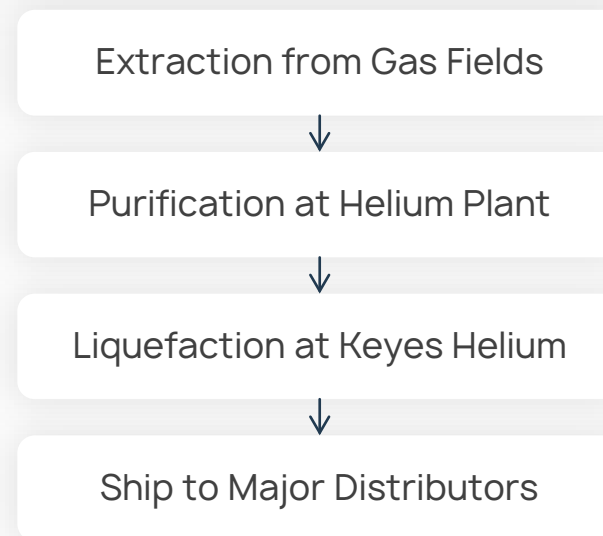 Extraction from Gas Fields
Purification at Helium Plant
Liquefaction at Keyes Helium
Ship to Major Distributors